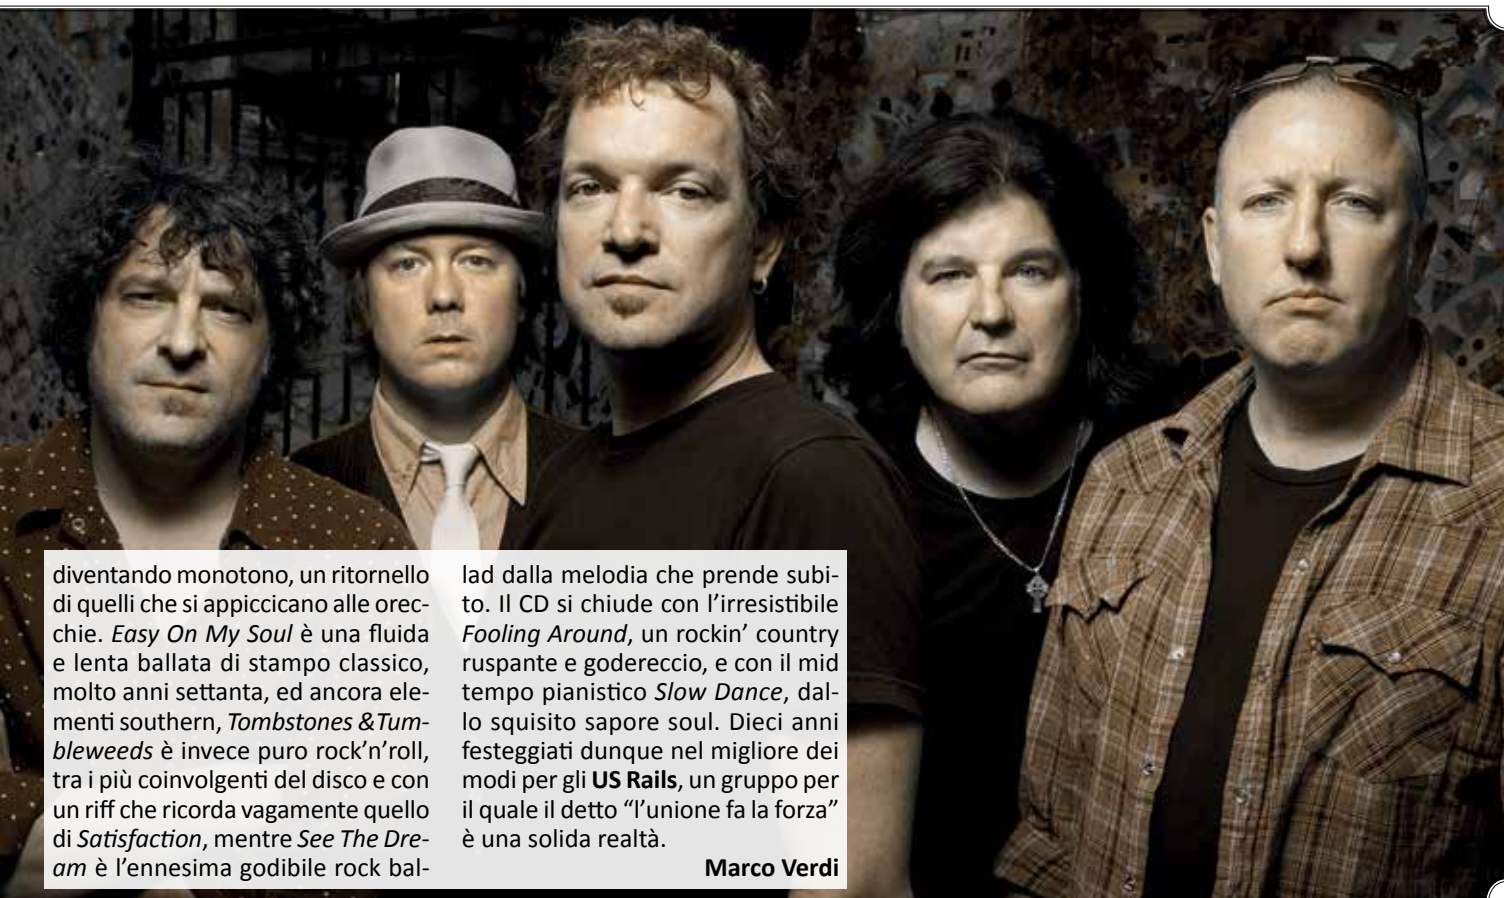 diventando monotono, un ritornello
di quelli che si appiccicano alle orec-
chie. Easy On My Soul è una fluida
e lenta ballata di stampo classico,
molto anni settanta, ed ancora ele-
menti southern, Tombstones &Tum-
bleweeds è invece puro rock’n’roll,
tra i più coinvolgenti del disco e con
un riff che ricorda vagamente quello
di Satisfaction, mentre See The Dre-
am è l’ennesima godibile rock bal-
lad dalla melodia che prende subi-
to. Il CD si chiude con l’irresistibile
Fooling Around, un rockin’ country
ruspante e godereccio, e con il mid
tempo pianistico Slow Dance, dal-
lo squisito sapore soul. Dieci anni
festeggiati dunque nel migliore dei
modi per gli US Rails, un gruppo per
il quale il detto “l’unione fa la forza”
è una solida realtà.
Marco Verdi